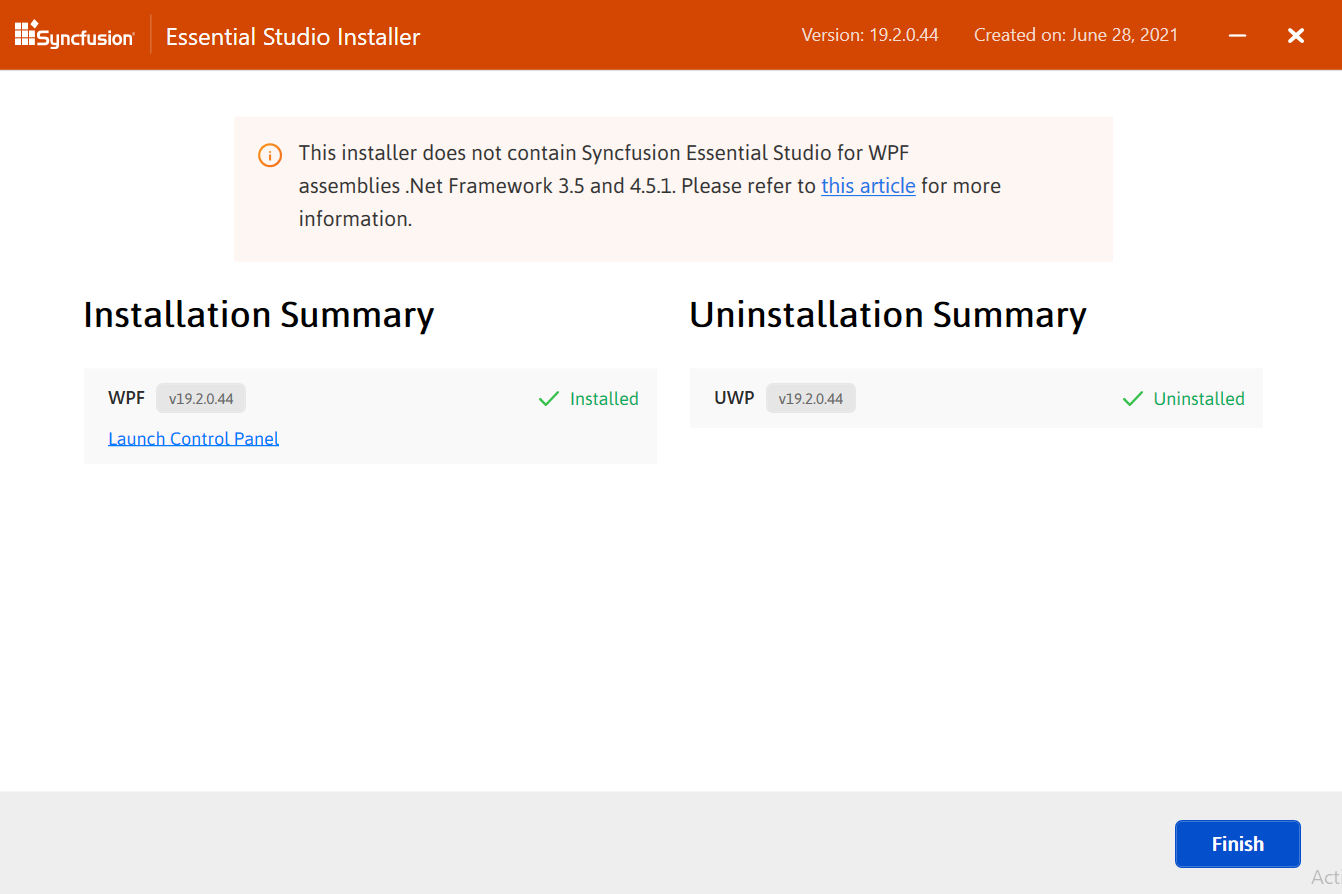 Syncfusion Essential Studio Installer Version: 19.2.0.44 Created on: June 28, 2021
This installer does not contain Syncfusion Essential Studio for WPF
assemblies .Net Framework 3.5 and 4.5.1. Please refer to this article for more
information.
Installation Summary
WPF v19.2.0.44 Installed
Launch Control Panel
Uninstallation Summary
UWP v19.2.0.44 Uninstalled
Finish
Act